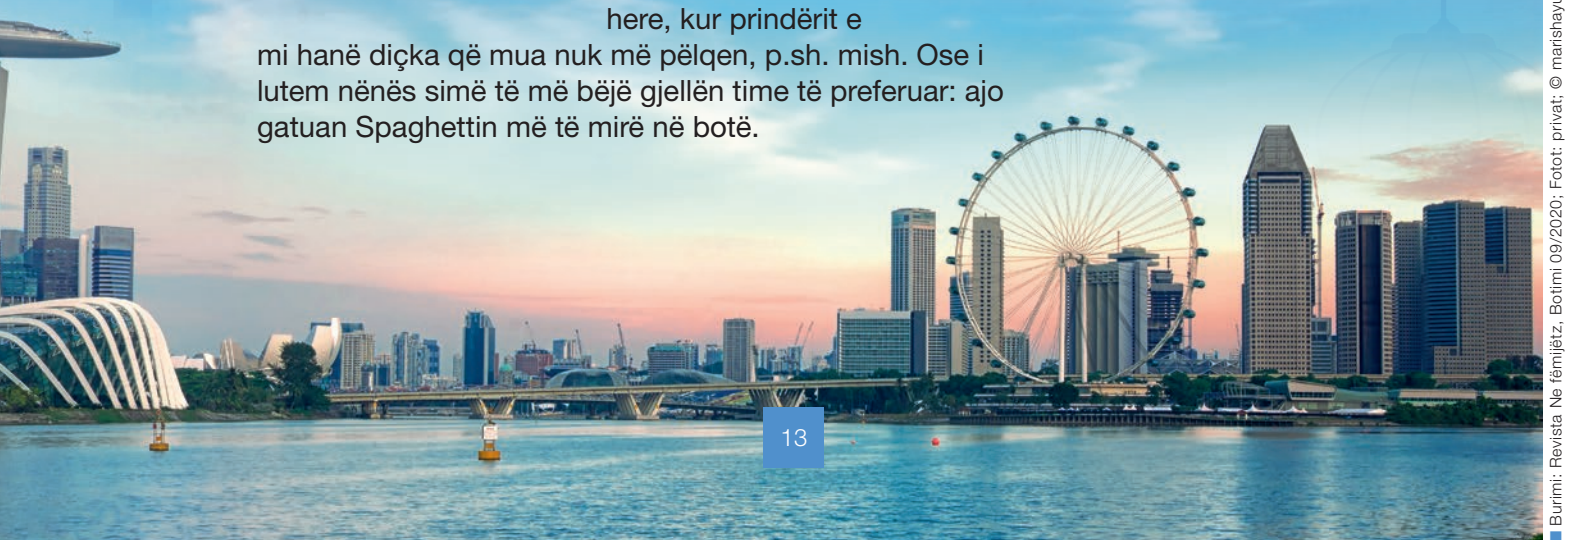 here, kur prindërit e
mi hanë diçka që mua nuk më pëlqen, p.sh. mish. Ose i
lutem nënës simë të më bëjë gjellën time të preferuar: ajo
gatuan Spaghettin më të mirë në botë.
13
Burimi: Revista Ne fëmijëtz, Botimi 09/2020; Fotot: privat; ©